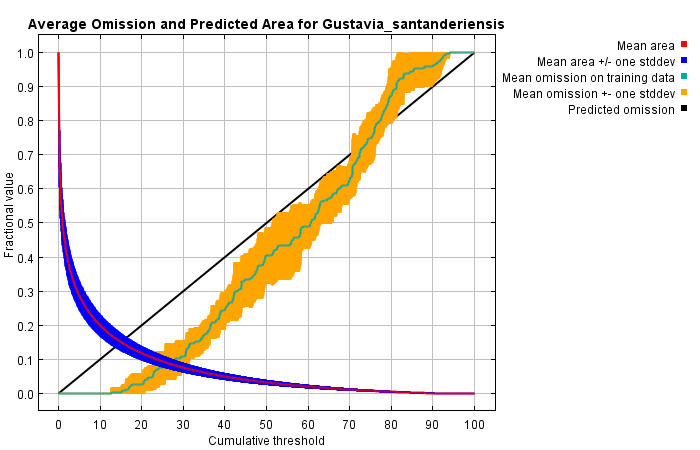 Average Omission and Predicted Area for Gustavia_santanderiensis
Mean area
Mean area +/- one stddev
Mean omission on training data
Mean omission +- one stddev
Predicted omission
Fractional value
1.0
0.9
0.8
0.7
0.6
0.5
0.4
0.3
0.2
0.1
0.0
0 10 20 30 40 50 60 70 80 90 100
Cumulative threshold